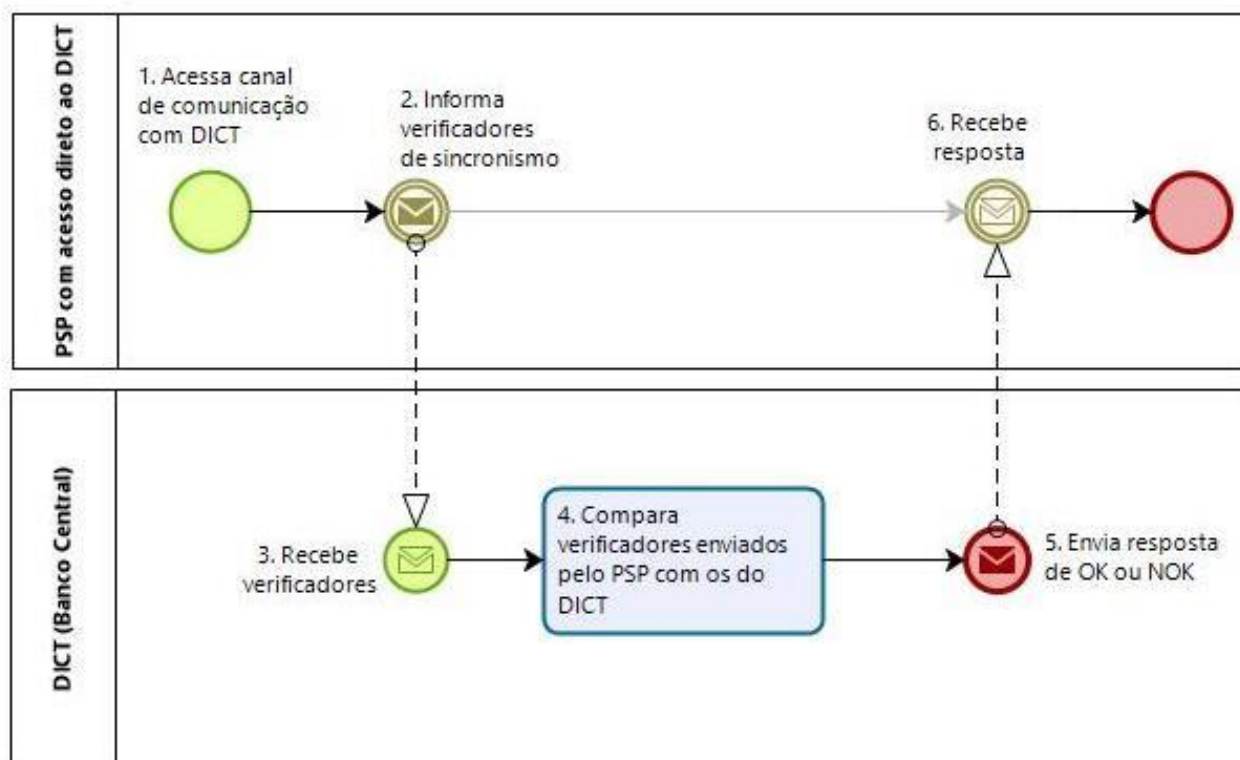 PSP com acesso direto ao DICT
1. Acessa canal
de comunicação
com DICT
2. Informa
verificadores
de sincronismo
6. Recebe
resposta
DICT (Banco Central)
3. Recebe
verificadores
4. Compara
verificadores enviados
pelo PSP com os do
DICT
5. Envia resposta
de OK ou NOK